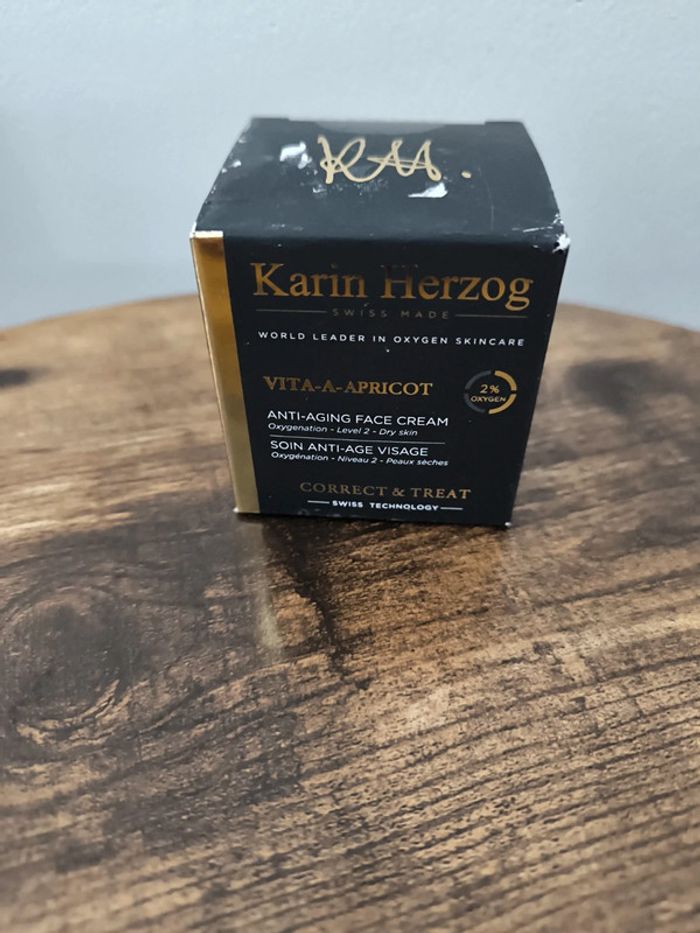 KH.
Karin Herzog
SWISS MADE
WORLD LEADER IN OXYGEN SKINCARE
VITA-A-APRICOT
2%
OXYGEN
ANTI-AGING FACE CREAM
Oxygenation - Level 2 - Dry skin
SOIN ANTI-AGE VISAGE
Oxygénation - Niveau 2 - Peaux sèches
CORRECT & TREAT
SWISS TECHNOLOGY